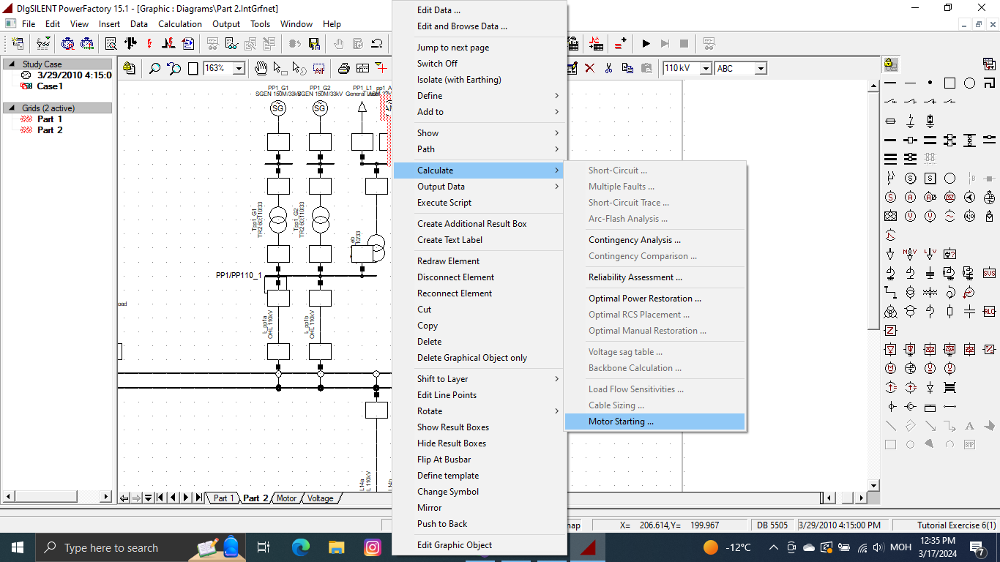 DIgSILENT PowerFactory 15.1 - [Graphic : Diagrams\Part 2.IntGrfnet]
File Edit View Insert Data Calculation Output Tools Window Help
163%
110 kV
ABC
Study Case
3/29/2010 4:15:0
Case1
Grids (2 active)
Part 1
Part 2
PP1_G1
SGEN 150M/33kV
PP1_G2
SGEN 150M/33kV
PP1_L1
SG
SG
Tpp1_G1
TR2 60;110/33
Tpp1_G2
TR2 60;110/33
PP1/PP110_1
L_pp1a
OHL 110kV
L_pp1b
OHL 110kV
Edit Data ...
Edit and Browse Data ...
Jump to next page
Switch Off
Isolate (with Earthing)
Define
Add to
Show
Path
Calculate
Output Data
Execute Script
Create Additional Result Box
Create Text Label
Redraw Element
Disconnect Element
Reconnect Element
Cut
Copy
Delete
Delete Graphical Object only
Shift to Layer
Edit Line Points
Rotate
Show Result Boxes
Hide Result Boxes
Flip At Busbar
Define template
Change Symbol
Mirror
Push to Back
Edit Graphic Object
Short-Circuit ...
Multiple Faults ...
Short-Circuit Trace ...
Arc-Flash Analysis ...
Contingency Analysis ...
Contingency Comparison ...
Reliability Assessment ...
Optimal Power Restoration ...
Optimal RCS Placement ...
Optimal Manual Restoration ...
Voltage sag table ...
Backbone Calculation ...
Load Flow Sensitivities ...
Cable Sizing ...
Motor Starting ...
SVS
RLC
BMP
Part 1 Part 2 Motor Voltage
X= 206.614,Y= 199.967
DB 5505
3/29/2010 4:15:00 PM
Tutorial Exercise 6(1)
Type here to search
-12°C
МОН
12:35 PM
3/17/2024
7